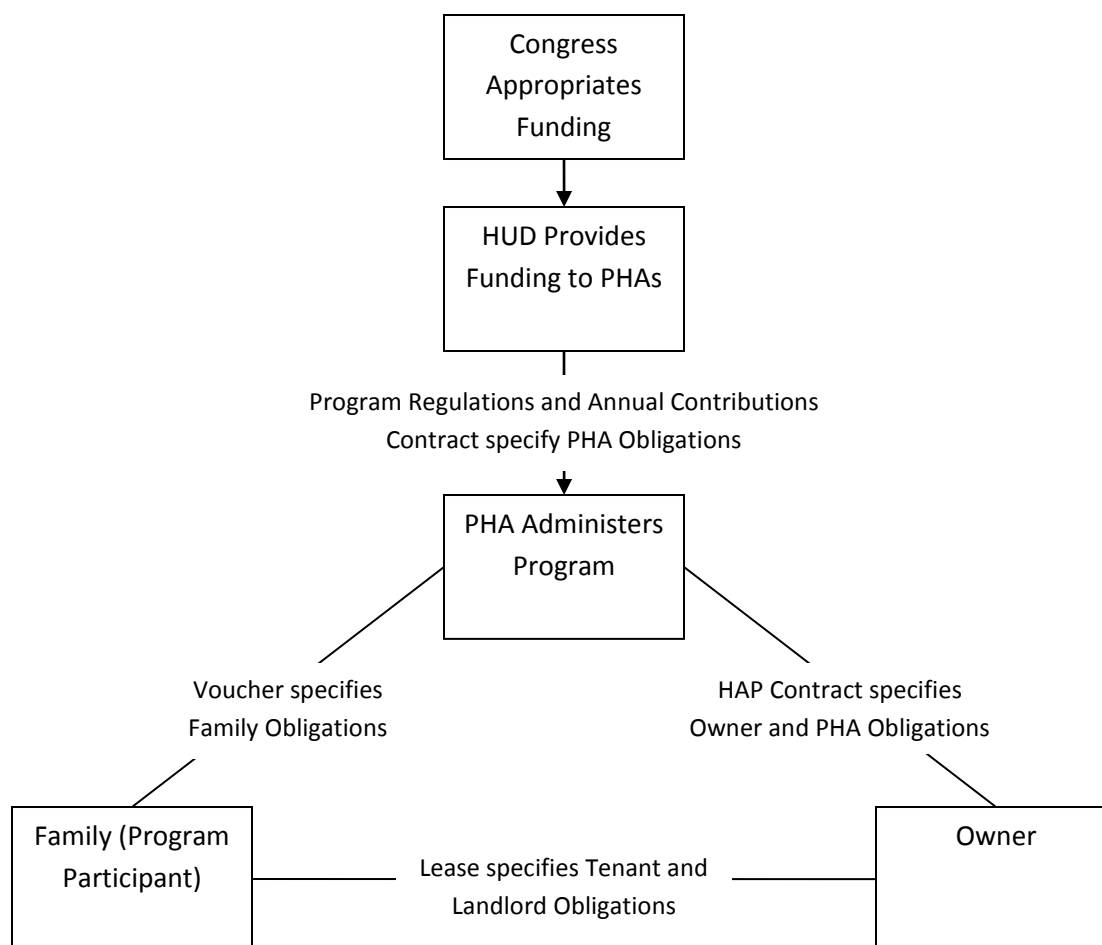 Congress
Appropriates
Funding
HUD Provides
Funding to PHAs
Program Regulations and Annual Contributions
Contract specify PHA Obligations
PHA Administers
Program
Voucher specifies
Family Obligations
HAP Contract specifies
Owner and PHA Obligations
Family (Program
Participant)
Lease specifies Tenant and
Landlord Obligations
Owner